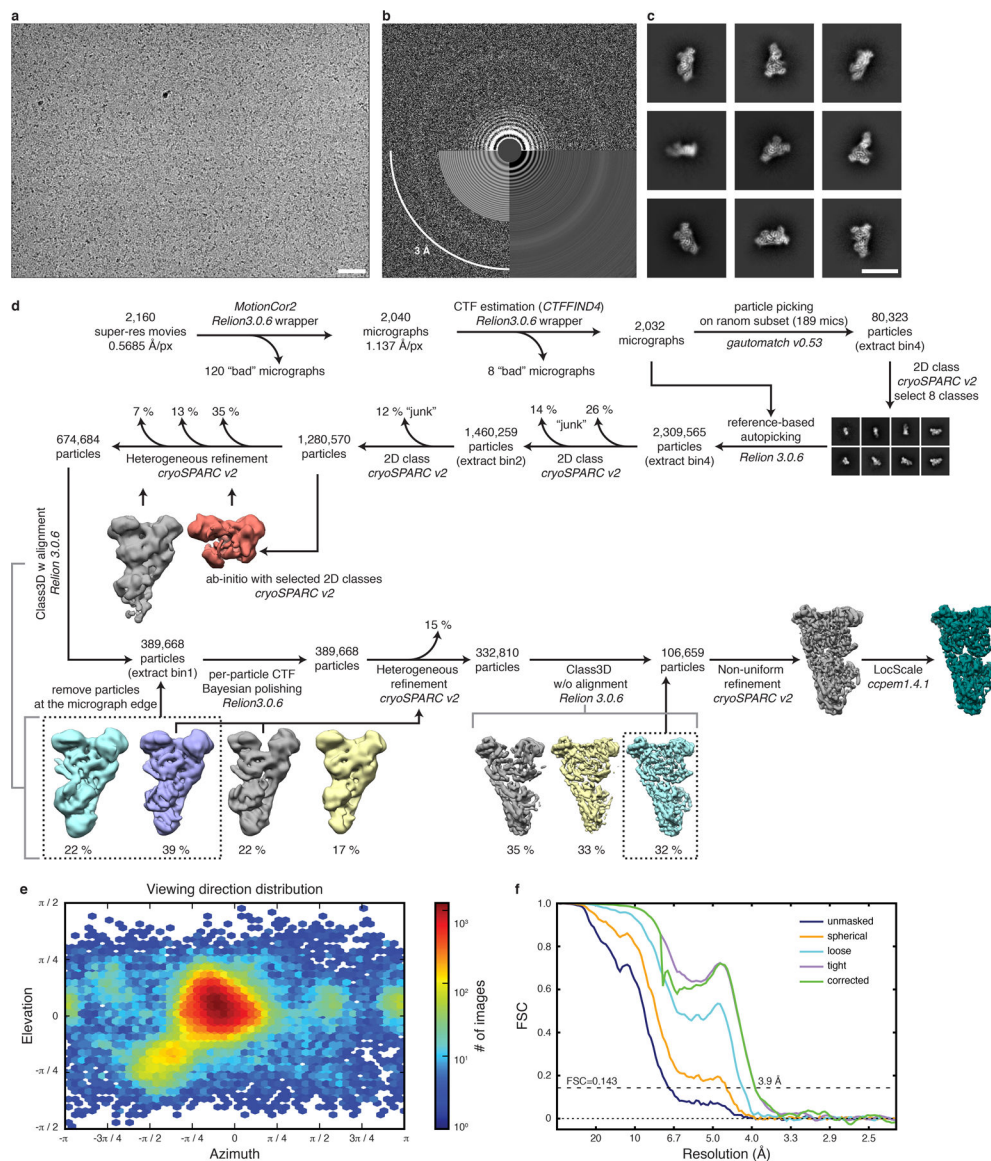 a
b
c
3 Å
d
2,160
super-res movies
0.5685 Å/px
MotionCor2
Relion3.0.6 wrapper
120 “bad” micrographs
2,040
micrographs
1.137 Å/px
CTF estimation (CTFFIND4)
Relion3.0.6 wrapper
8 “bad” micrographs
2,032
micrographs
particle picking
on ranom subset (189 mics)
gautomatch v0.53
80,323
particles
(extract bin4)
2D class
cryoSPARC v2
select 8 classes
reference-based
autopicking
Relion 3.0.6
2,309,565
particles
(extract bin4)
26 %
14 %
“junk”
2D class
cryoSPARC v2
1,460,259
particles
(extract bin2)
12 % “junk”
2D class
cryoSPARC v2
1,280,570
particles
35 %
13 %
7 %
Heterogeneous refinement
cryoSPARC v2
674,684
particles
ab-initio with selected 2D classes
cryoSPARC v2
Class3D w alignment
Relion 3.0.6
389,668
particles
(extract bin1)
remove particles
at the micrograph edge
per-particle CTF
Bayesian polishing
Relion3.0.6
389,668
particles
15 %
Heterogeneous
refinement
cryoSPARC v2
332,810
particles
Class3D
w/o alignment
Relion 3.0.6
106,659
particles
Non-uniform
refinement
cryoSPARC v2
LocScale
ccpem1.4.1
22 %
39 %
22 %
17 %
35 %
33 %
32 %
e
Viewing direction distribution
π / 2
π / 4
0
-π / 4
-π / 2
Elevation
-π
-3π / 4
-π / 2
-π / 4
0
π / 4
π / 2
3π / 4
π
Azimuth
10³
10²
10¹
10⁰
# of images
f
1.0
0.8
0.6
0.4
0.2
0
FSC
unmasked
spherical
loose
tight
corrected
FSC=0.143
3.9 Å
20
10
6.7
5.0
4.0
3.3
2.9
2.5
Resolution (Å)